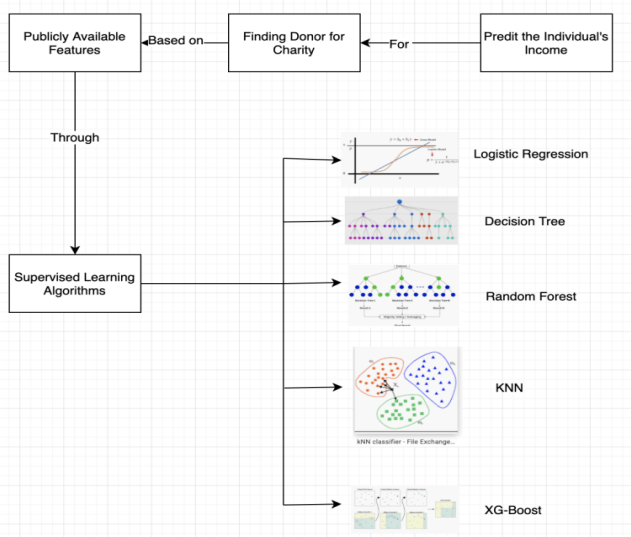 Publicly Available
Features
Based on
Finding Donor for
Charity
For
Predit the Individual's
Income
Through
Logistic Regression
Decision Tree
Supervised Learning
Algorithms
Random Forest
KNN
kNN classifier - File Exchange...
XG-Boost